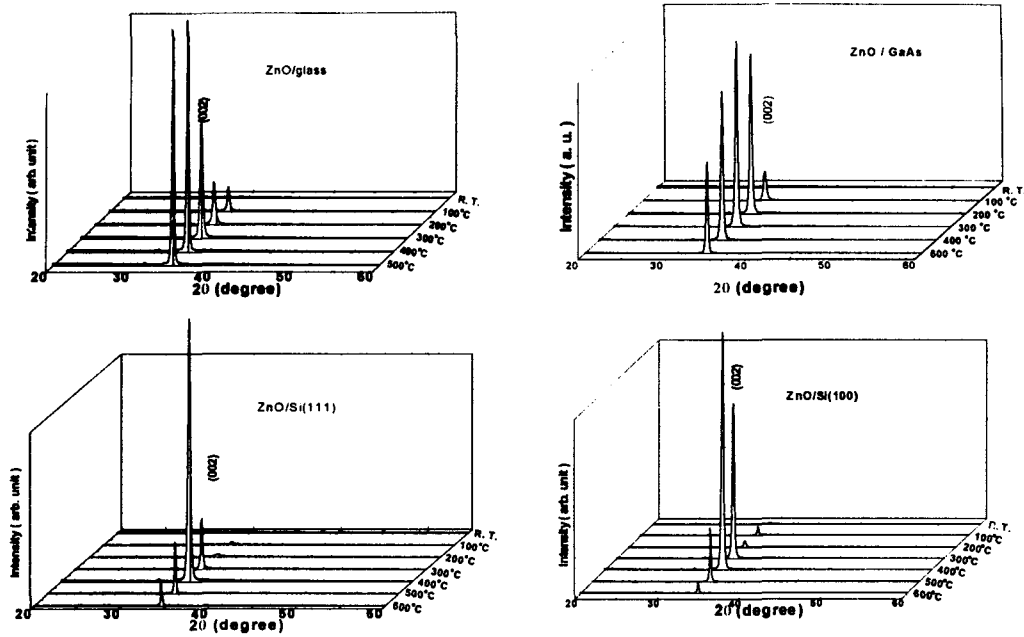 ZnO/glass
(002)
Intensity ( arb. unit )
R. T.
100°C
200°C
300°C
400°C
500°C
20 30 40 50 60
2θ (degree)
ZnO / GaAs
(002)
Intensity ( a. u. )
R. T.
100 °C
200 °C
300 °C
400 °C
500 °C
20 30 40 50 60
2θ (degree)
ZnO/Si(111)
(002)
Intensity ( arb. unit )
R. T.
100°C
200°C
300°C
400°C
500°C
600°C
20 30 40 50 60
2θ (degree)
ZnO/Si(100)
(002)
Intensity ( arb. unit )
R. T.
100°C
200°C
300°C
400°C
500°C
600°C
20 30 40 50 60
2θ (degree)